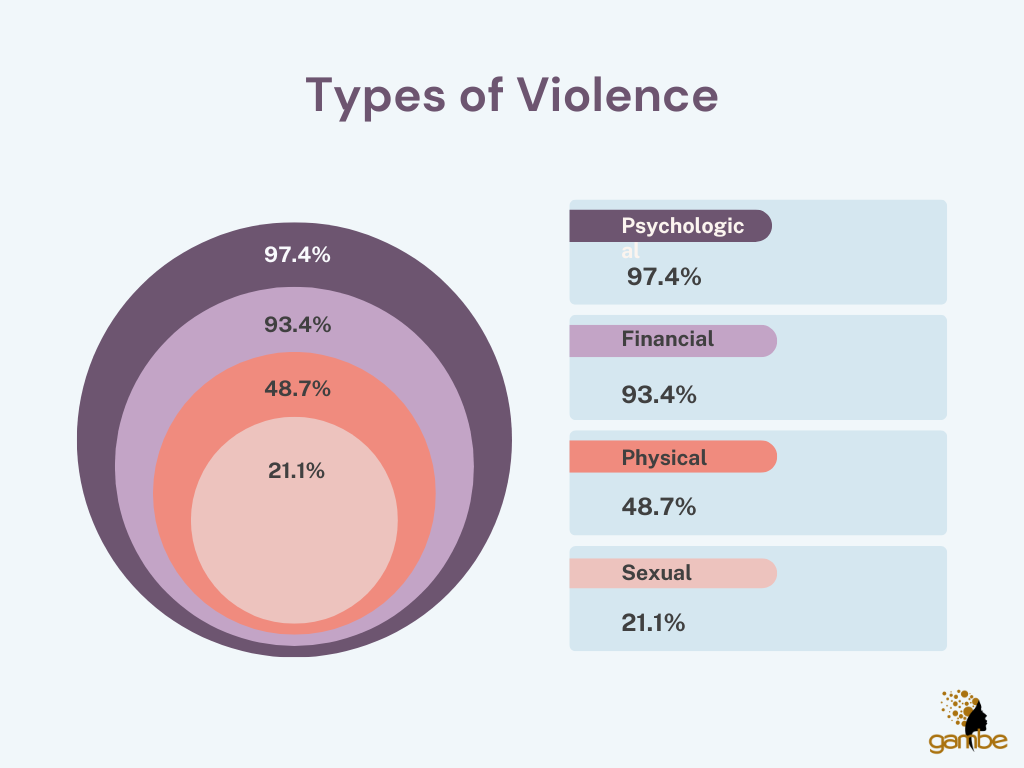 Types of Violence
97.4%
93.4%
48.7%
21.1%
Psychologic
al
97.4%
Financial
93.4%
Physical
48.7%
Sexual
21.1%
gambe